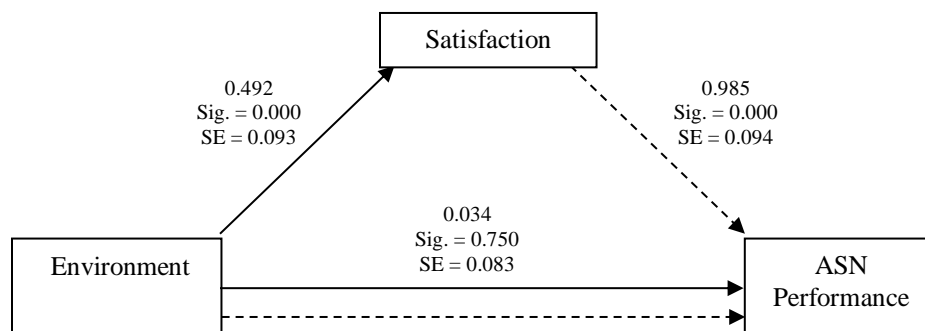 Satisfaction
0.492
Sig. = 0.000
SE = 0.093
0.985
Sig. = 0.000
SE = 0.094
0.034
Sig. = 0.750
SE = 0.083
Environment
ASN
Performance